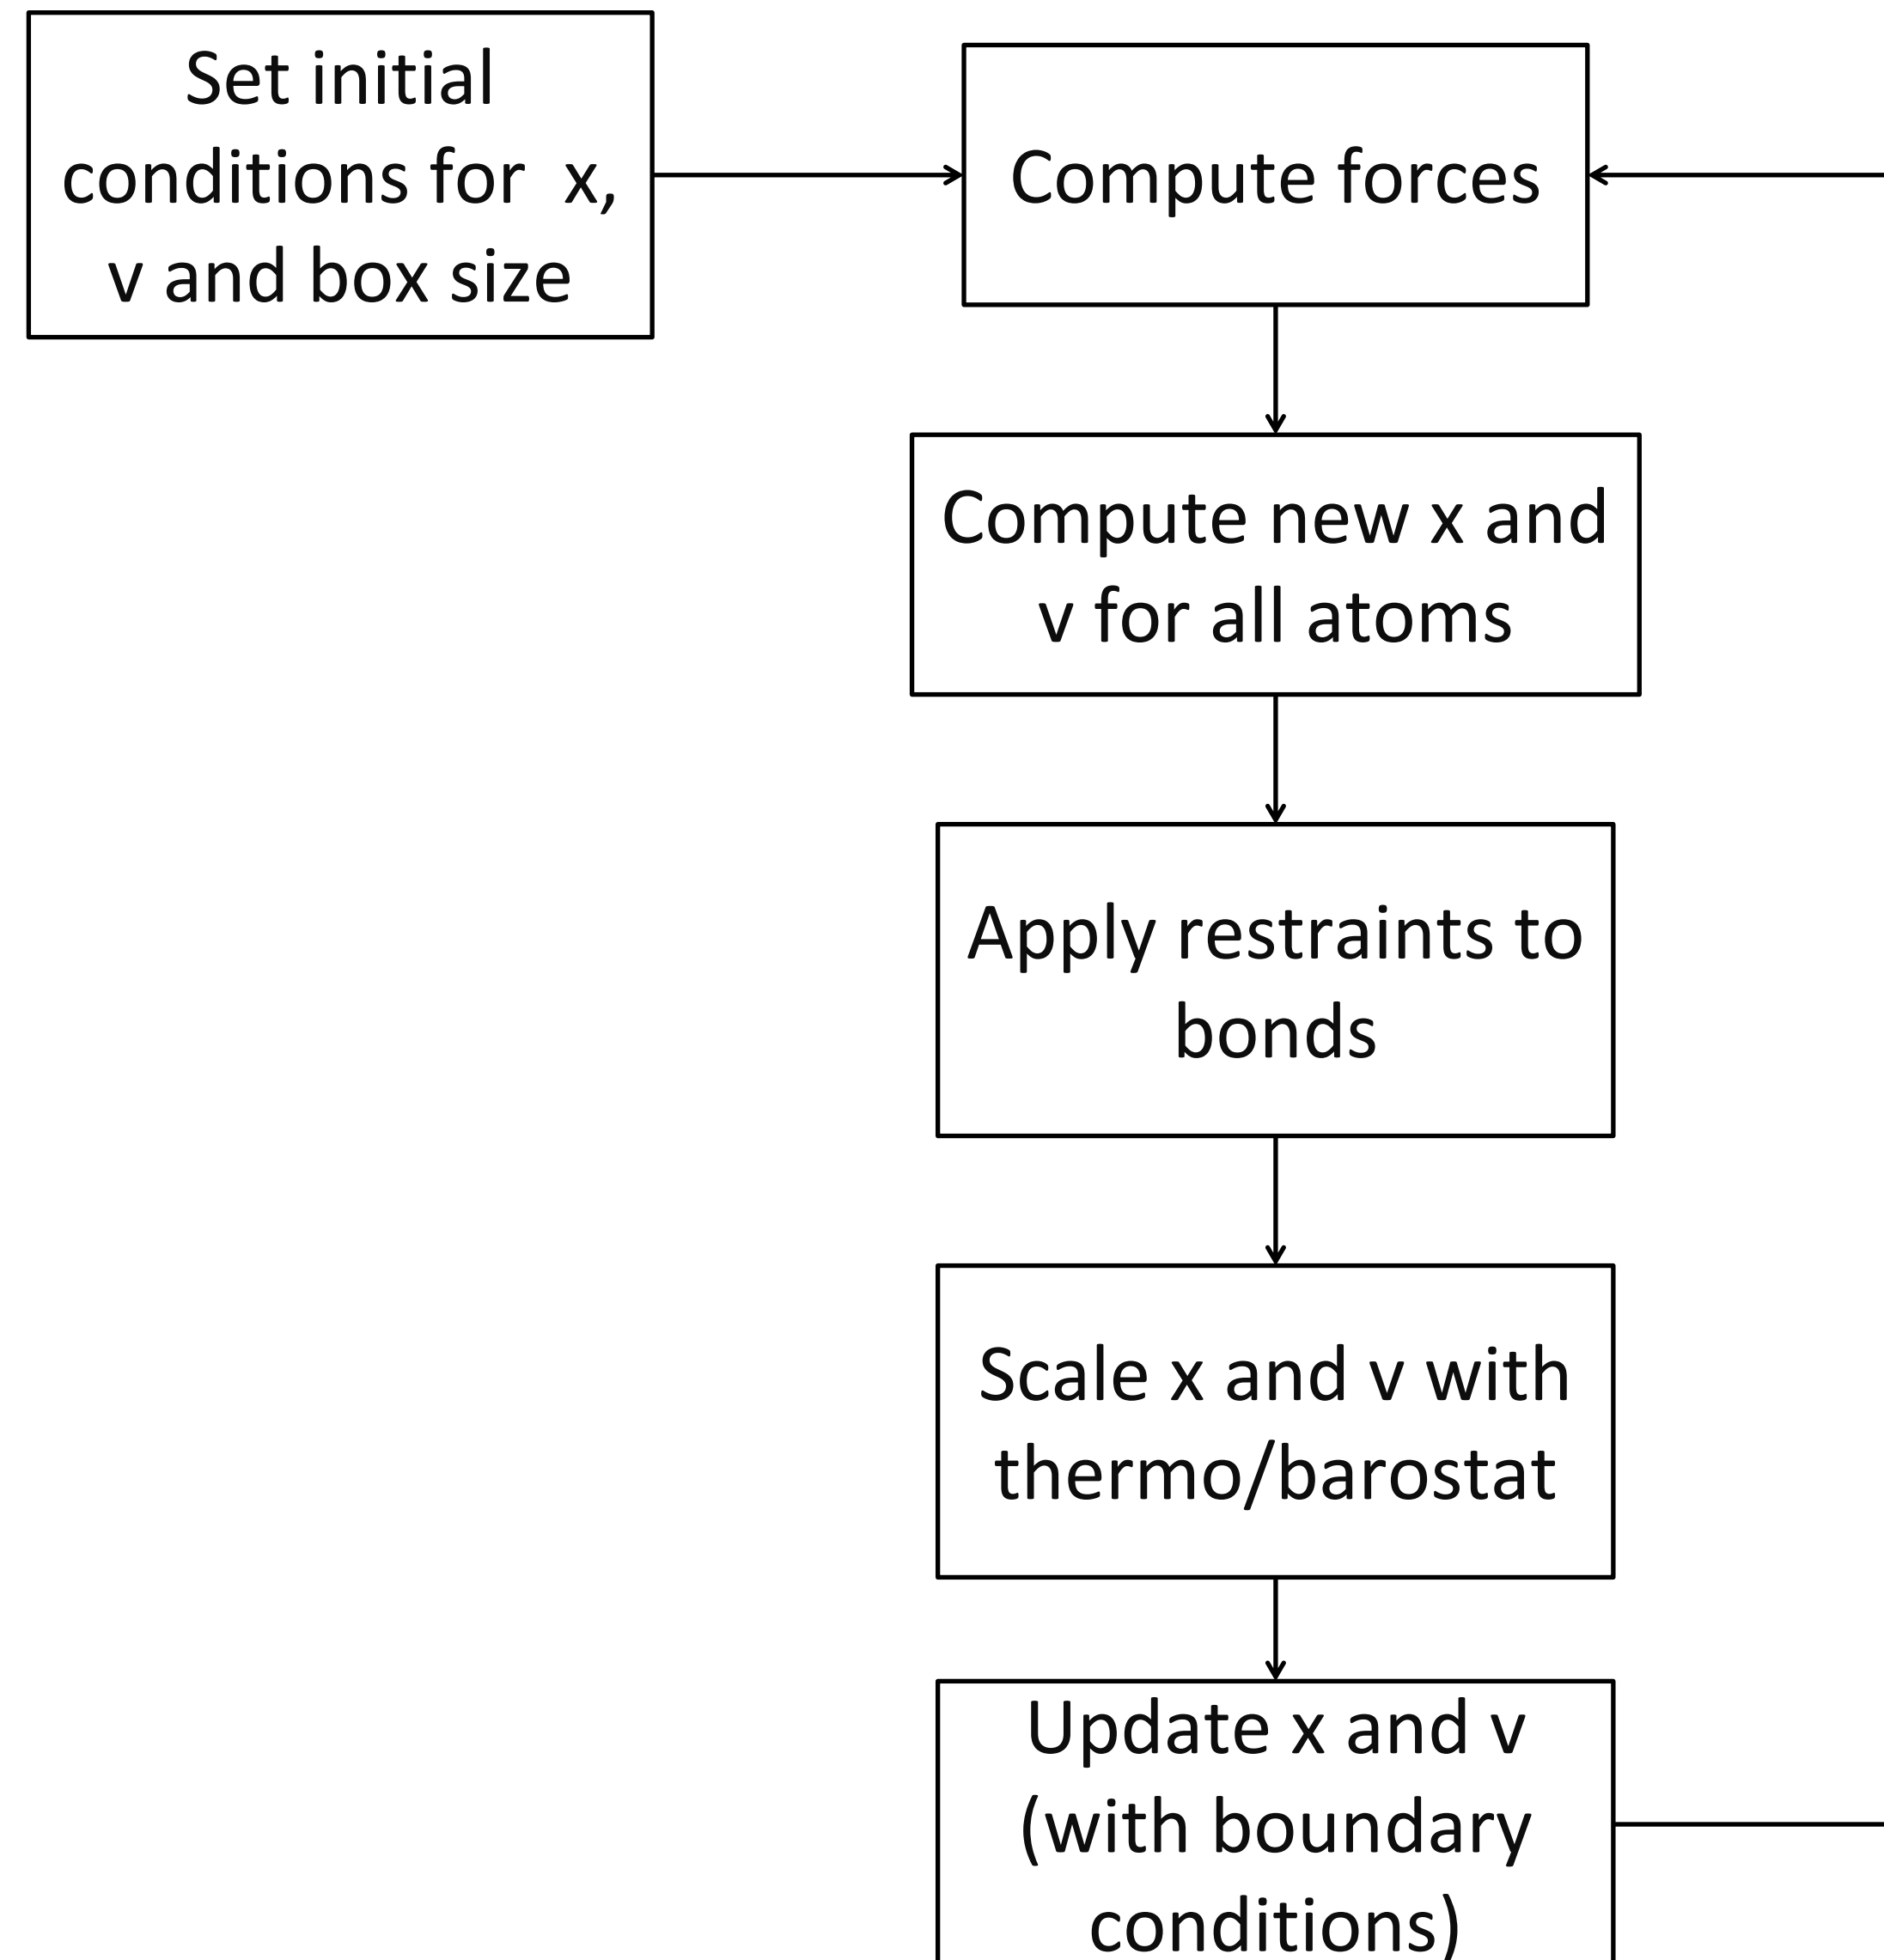 Set initial
conditions for x,
v and box size
Compute forces
Compute new x and
v for all atoms
Apply restraints to
bonds
Scale x and v with
thermo/barostat
Update x and v
(with boundary
conditions)